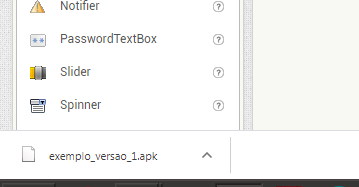 Notifier
PasswordTextBox
Slider
Spinner
exemplo_versao_1.apk